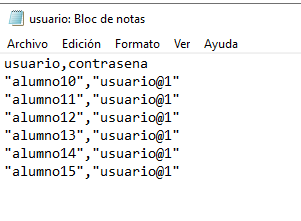 usuario: Bloc de notas
Archivo Edición Formato Ver Ayuda
usuario,contrasena
"alumno10","usuario@1"
"alumno11","usuario@1"
"alumno12","usuario@1"
"alumno13","usuario@1"
"alumno14","usuario@1"
"alumno15","usuario@1"